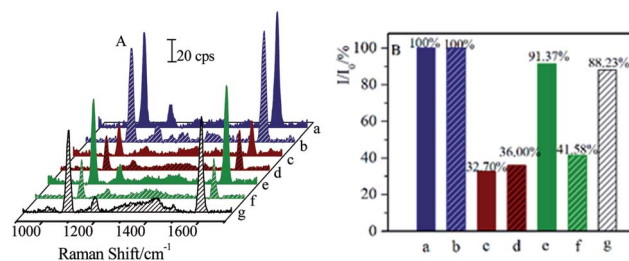 A
20 cps
a
b
c
d
e
f
g
1000 1200 1400 1600
Raman Shift/cm⁻¹
B
I/I₀/%
100
80
60
40
20
0
100% 100% 32.70% 36.00% 91.37% 41.58% 88.23%
a b c d e f g